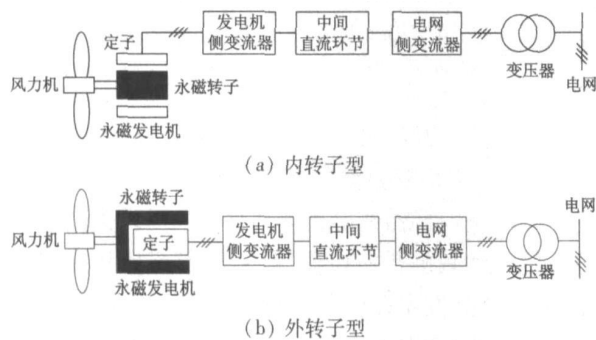 定子
发电机
侧变流器
中间
直流环节
电网
侧变流器
风力机
永磁转子
变压器
电网
永磁发电机
(a) 内转子型
永磁转子
电网
风力机
定子
发电机
侧变流器
中间
直流环节
电网
侧变流器
变压器
永磁发电机
(b) 外转子型